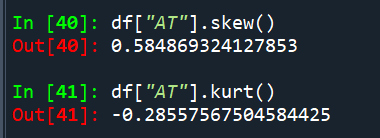 In [40]: df["AT"].skew()
Out[40]: 0.584869324127853
In [41]: df["AT"].kurt()
Out[41]: -0.28557567504584425